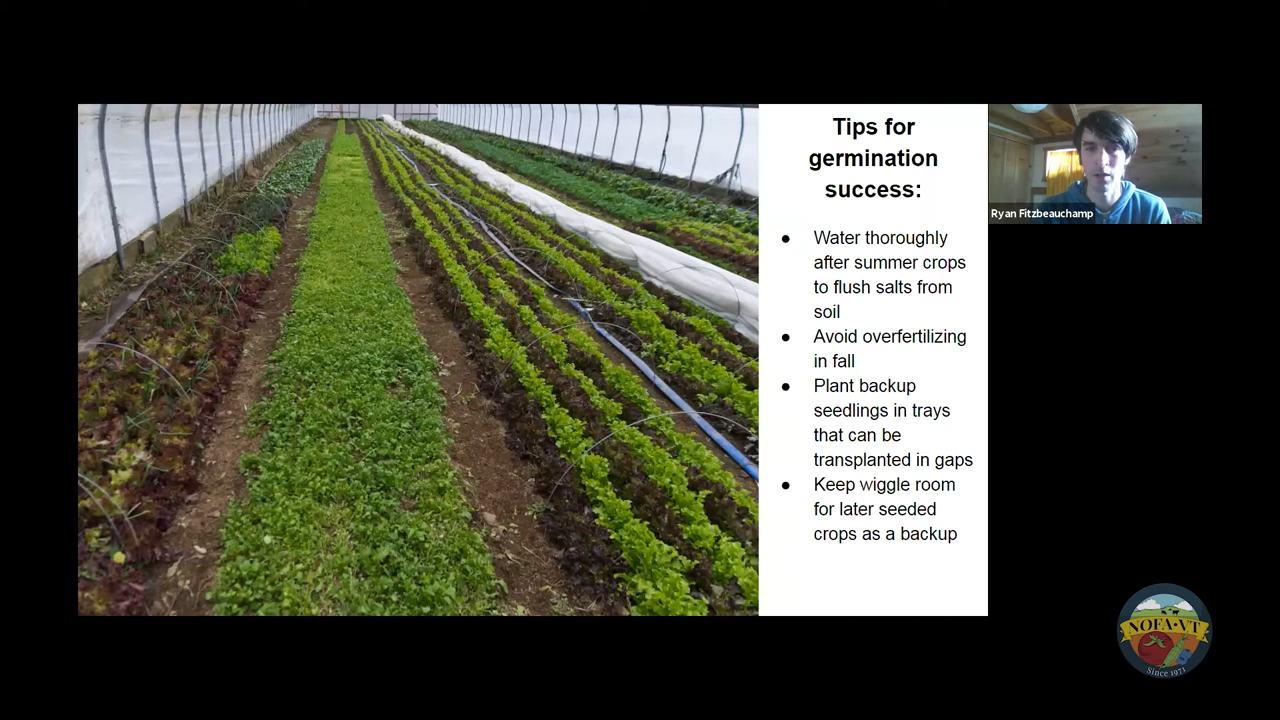 Tips for
germination
success:
● Water thoroughly
after summer crops
to flush salts from
soil
● Avoid overfertilizing
in fall
● Plant backup
seedlings in trays
that can be
transplanted in gaps
● Keep wiggle room
for later seeded
crops as a backup
Ryan Fitzbeauchamp
NOFA•VT
Since 1971